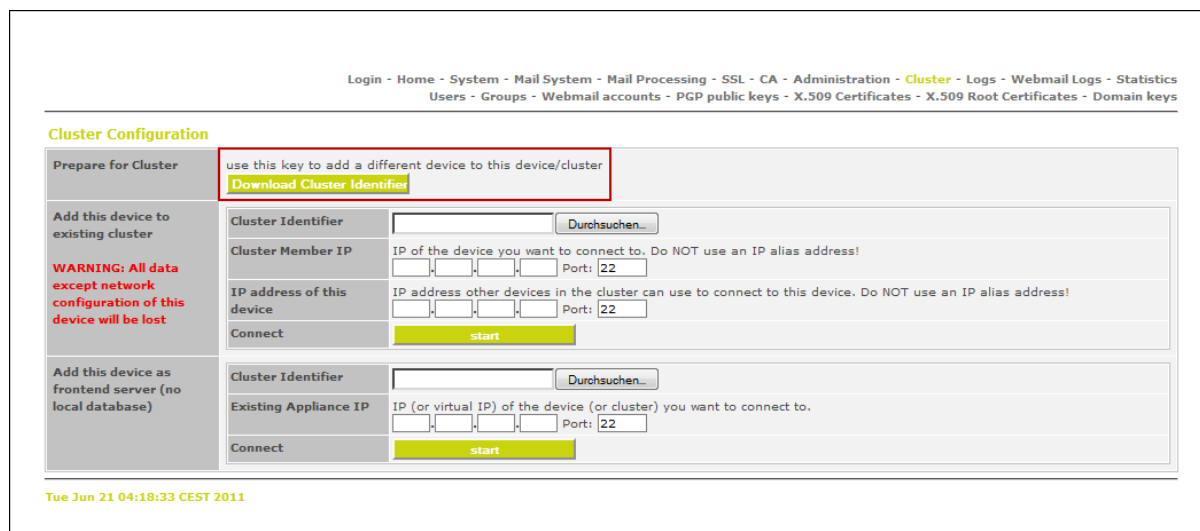 Login - Home - System - Mail System - Mail Processing - SSL - CA - Administration - Cluster - Logs - Webmail Logs - Statistics
Users - Groups - Webmail accounts - PGP public keys - X.509 Certificates - X.509 Root Certificates - Domain keys
Cluster Configuration
Prepare for Cluster
use this key to add a different device to this device/cluster
Download Cluster Identifier
Add this device to
existing cluster
WARNING: All data
except network
configuration of this
device will be lost
Cluster Identifier
Durchsuchen...
Cluster Member IP
IP of the device you want to connect to. Do NOT use an IP alias address!
. . . Port: 22
IP address of this
device
IP address other devices in the cluster can use to connect to this device. Do NOT use an IP alias address!
. . . Port: 22
Connect
start
Add this device as
frontend server (no
local database)
Cluster Identifier
Durchsuchen...
Existing Appliance IP
IP (or virtual IP) of the device (or cluster) you want to connect to.
. . . Port: 22
Connect
start
Tue Jun 21 04:18:33 CEST 2011